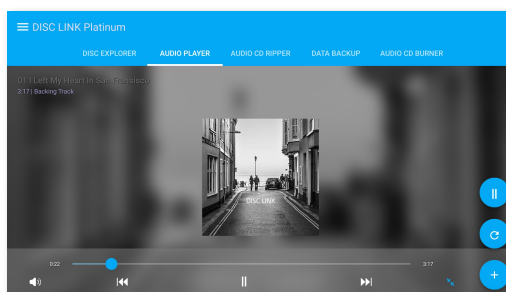 DISC LINK Platinum
DISC EXPLORER AUDIO PLAYER AUDIO CD RIPPER DATA BACKUP AUDIO CD BURNER
01 I Left My Heart In San Fransisco
3:17 | Backing Track
DISC LINK
0:22 3:17